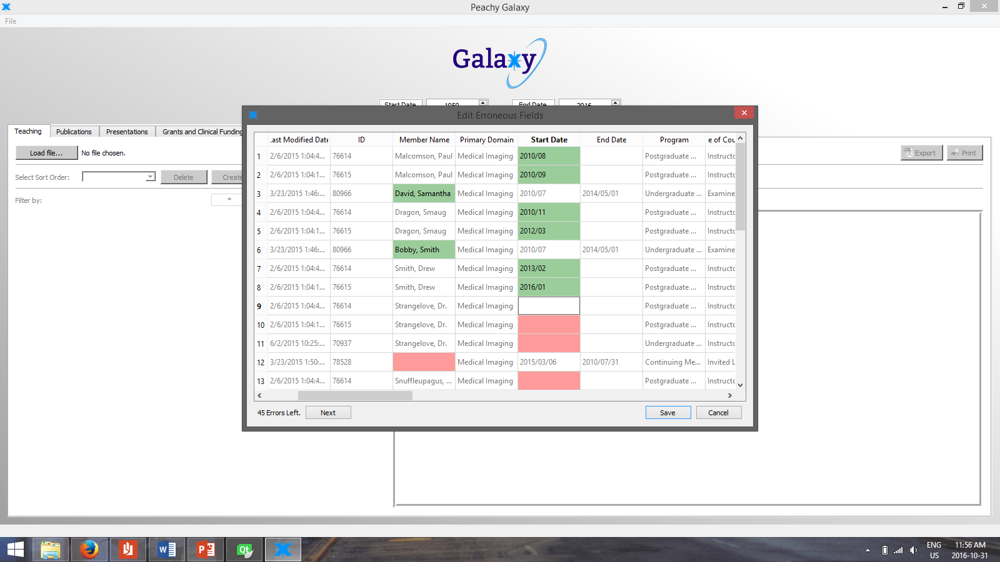 Peachy Galaxy
File
Galaxy
Start Date 1950 End Date 2016
Edit Erroneous Fields
Teaching Publications Presentations Grants and Clinical Funding
Load file... No file chosen.
Export Print
Select Sort Order: Delete Create
Filter by: *
Last Modified Date ID Member Name Primary Domain Start Date End Date Program e of Cou
1 2/6/2015 1:04:4... 76614 Malcomson, Paul Medical Imaging 2010/08 Postgraduate ... Instructo
2 2/6/2015 1:04:1... 76615 Malcomson, Paul Medical Imaging 2010/09 Postgraduate ... Instructo
3 3/23/2015 1:46:... 80966 David, Samantha Medical Imaging 2010/07 2014/05/01 Undergraduate ... Examine
4 2/6/2015 1:04:4... 76614 Dragon, Smaug Medical Imaging 2010/11 Postgraduate ... Instructo
5 2/6/2015 1:04:1... 76615 Dragon, Smaug Medical Imaging 2012/03 Postgraduate ... Instructo
6 3/23/2015 1:46:... 80966 Bobby, Smith Medical Imaging 2010/07 2014/05/01 Undergraduate ... Examine
7 2/6/2015 1:04:4... 76614 Smith, Drew Medical Imaging 2013/02 Postgraduate ... Instructo
8 2/6/2015 1:04:1... 76615 Smith, Drew Medical Imaging 2016/01 Postgraduate ... Instructo
9 2/6/2015 1:04:4... 76614 Strangelove, Dr. Medical Imaging Postgraduate ... Instructo
10 2/6/2015 1:04:1... 76615 Strangelove, Dr. Medical Imaging Postgraduate ... Instructo
11 6/2/2015 10:25:... 70937 Strangelove, Dr. Medical Imaging Undergraduate ... Instructo
12 3/23/2015 1:50:... 78528 Medical Imaging 2015/03/06 2010/07/31 Continuing Me... Invited L
13 2/6/2015 1:04:4... 76614 Snuffleupagus, ... Medical Imaging Postgraduate ... Instructo
45 Errors Left. Next Save Cancel
W P Qt ENG 11:56 AM
US 2016-10-31